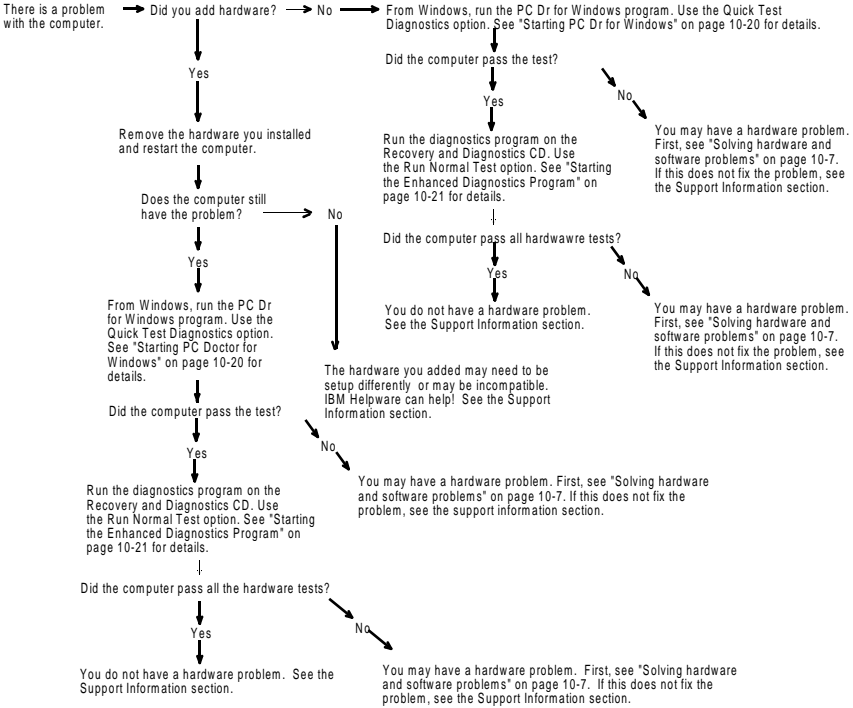 There is a problem
with the computer.
Did you add hardware?
No
From Windows, run the PC Dr for Windows program. Use the Quick Test
Diagnostics option. See "Starting PC Dr for Windows" on page 10-20 for details.
Did the computer pass the test?
No
You may have a hardware problem.
First, see "Solving hardware and
software problems" on page 10-7.
If this does not fix the problem, see
the Support Information section.
Yes
Run the diagnostics program on the
Recovery and Diagnostics CD. Use
the Run Normal Test option. See "Starting
the Enhanced Diagnostics Program" on
page 10-21 for details.
Did the computer pass all hardwawre tests?
No
You may have a hardware problem.
First, see "Solving hardware and
software problems" on page 10-7.
If this does not fix the problem, see
the Support Information section.
Yes
You do not have a hardware problem.
See the Support Information section.
Yes
Remove the hardware you installed
and restart the computer.
Does the computer still
have the problem?
No
The hardware you added may need to be
setup differently or may be incompatible.
IBM Helpware can help! See the Support
Information section.
Yes
From Windows, run the PC Dr
for Windows program. Use the
Quick Test Diagnostics option.
See "Starting PC Doctor for
Windows" on page 10-20 for
details.
Did the computer pass the test?
No
You may have a hardware problem. First, see "Solving hardware
and software problems" on page 10-7. If this does not fix the
problem, see the support information section.
Yes
Run the diagnostics program on the
Recovery and Diagnostics CD. Use
the Run Normal Test option. See "Starting
the Enhanced Diagnostics Program" on
page 10-21 for details.
Did the computer pass all the hardware tests?
No
You may have a hardware problem. First, see "Solving hardware
and software problems" on page 10-7. If this does not fix the
problem, see the Support Information section.
Yes
You do not have a hardware problem. See the
Support Information section.